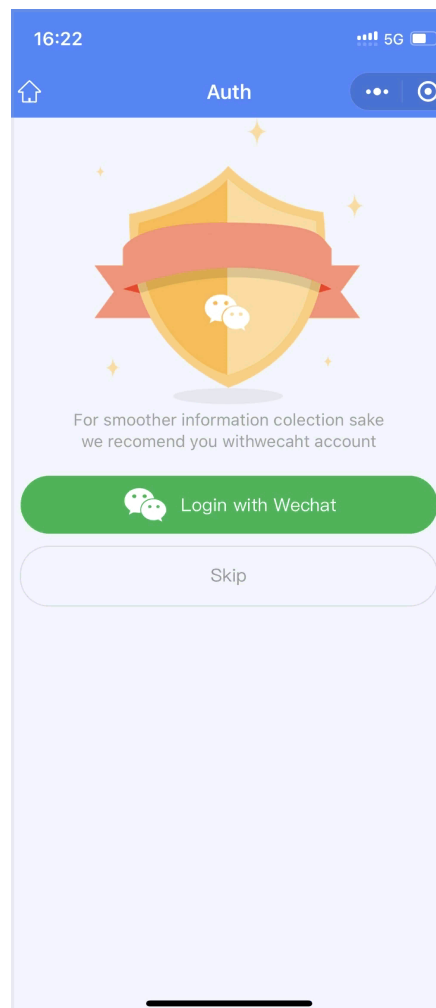 16:22
5G
Auth
For smoother information colection sake
we recomend you withwecaht account
Login with Wechat
Skip